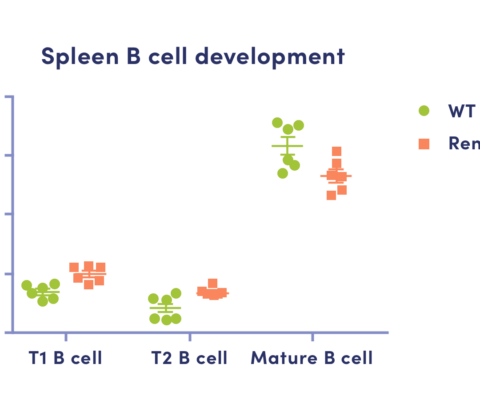 Spleen B cell development
WT
Ren
T1 B cell
T2 B cell
Mature B cell